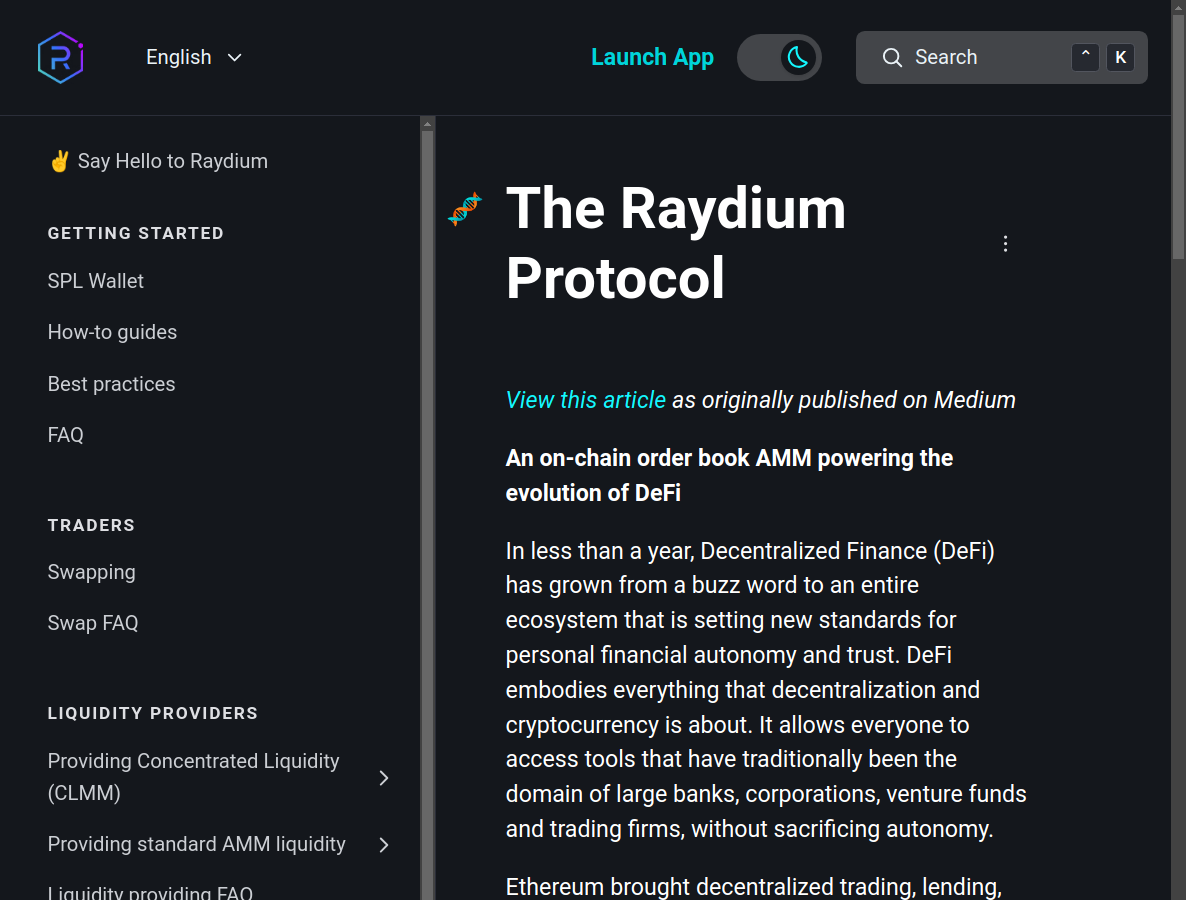 English
Launch App
Search
⌃ K
✌️ Say Hello to Raydium
GETTING STARTED
SPL Wallet
How-to guides
Best practices
FAQ
TRADERS
Swapping
Swap FAQ
LIQUIDITY PROVIDERS
Providing Concentrated Liquidity
(CLMM)
Providing standard AMM liquidity
Liquidity providing FAQ
🧬 The Raydium
Protocol
View this article as originally published on Medium
An on-chain order book AMM powering the
evolution of DeFi
In less than a year, Decentralized Finance (DeFi)
has grown from a buzz word to an entire
ecosystem that is setting new standards for
personal financial autonomy and trust. DeFi
embodies everything that decentralization and
cryptocurrency is about. It allows everyone to
access tools that have traditionally been the
domain of large banks, corporations, venture funds
and trading firms, without sacrificing autonomy.
Ethereum brought decentralized trading, lending,